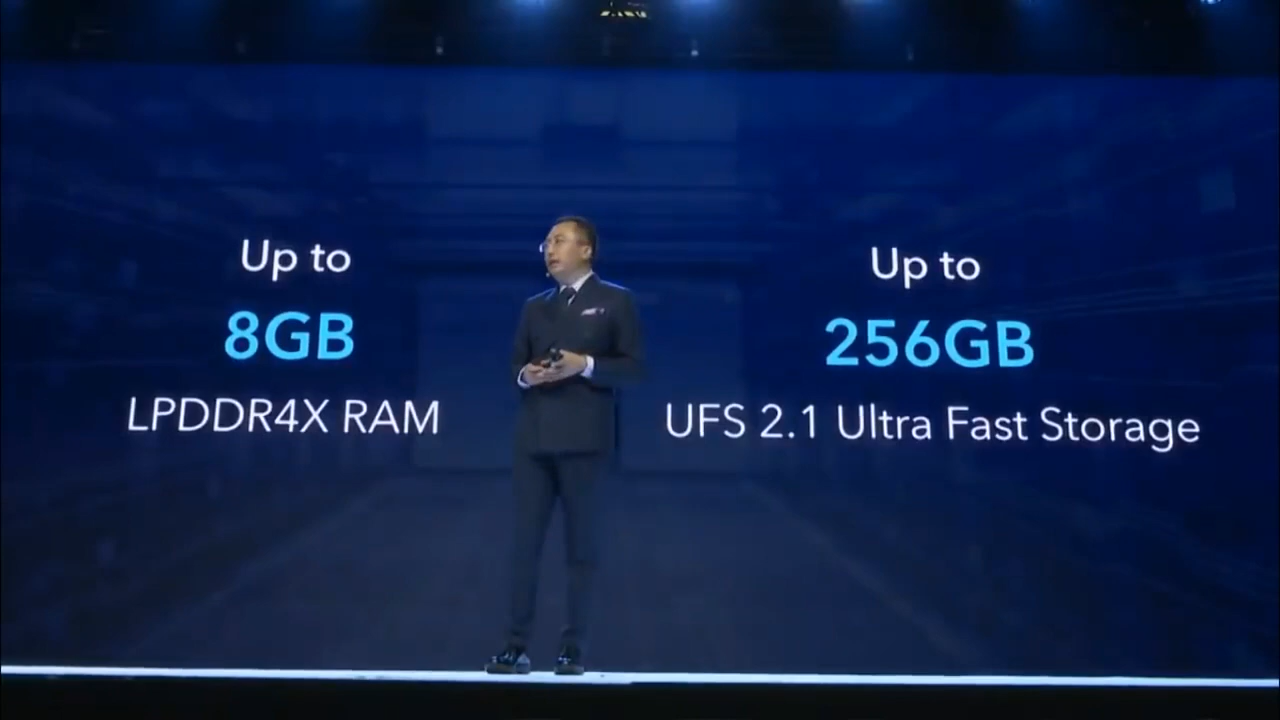 Up to
8GB
LPDDR4X RAM
Up to
256GB
UFS 2.1 Ultra Fast Storage